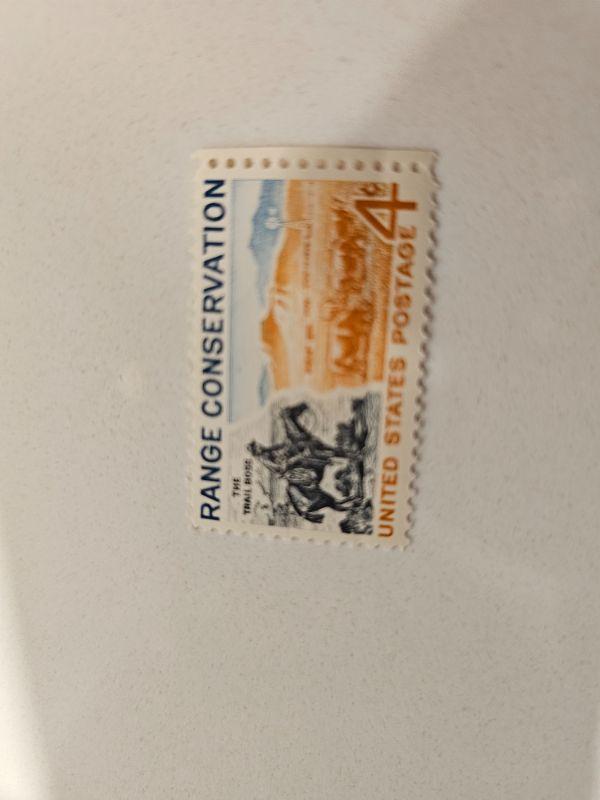 RANGE CONSERVATION
THE
TRAIL BOSS
4¢
UNITED STATES POSTAGE